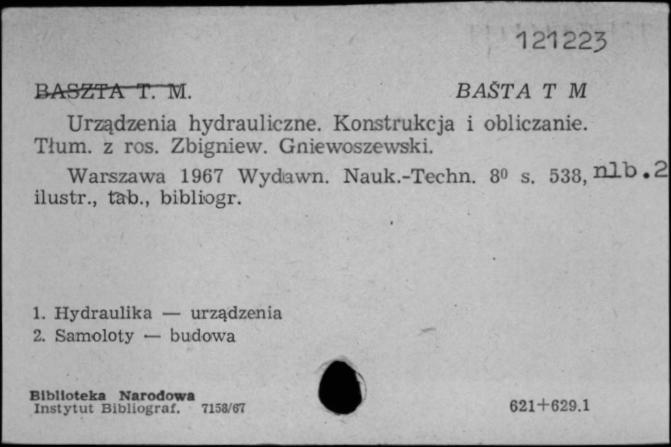 121223
BASZTA T. M. BAŠTA T M
Urządzenia hydrauliczne. Konstrukcja i obliczanie.
Tłum. z ros. Zbigniew. Gniewoszewski.
Warszawa 1967 Wydawn. Nauk.-Techn. 8⁰ s. 538, nlb.2
ilustr., tab., bibliogr.
1. Hydraulika — urządzenia
2. Samoloty — budowa
Biblioteka Narodowa
Instytut Bibliograf. 7158/67 621+629.1